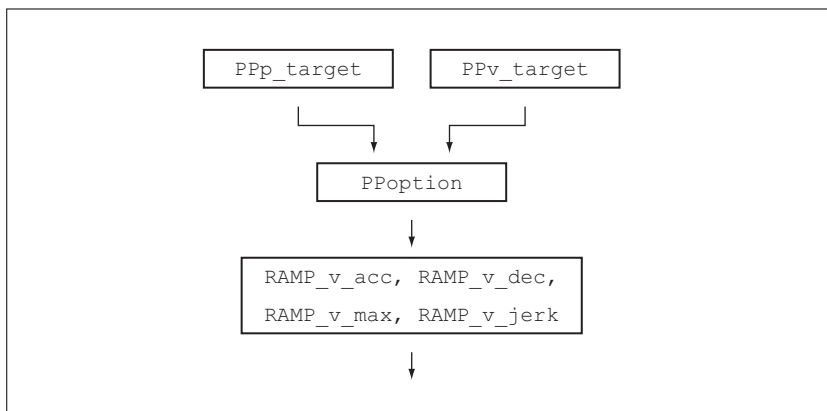 PPp_target
PPv_target
PPoption
RAMP_v_acc, RAMP_v_dec,
RAMP_v_max, RAMP_v_jerk